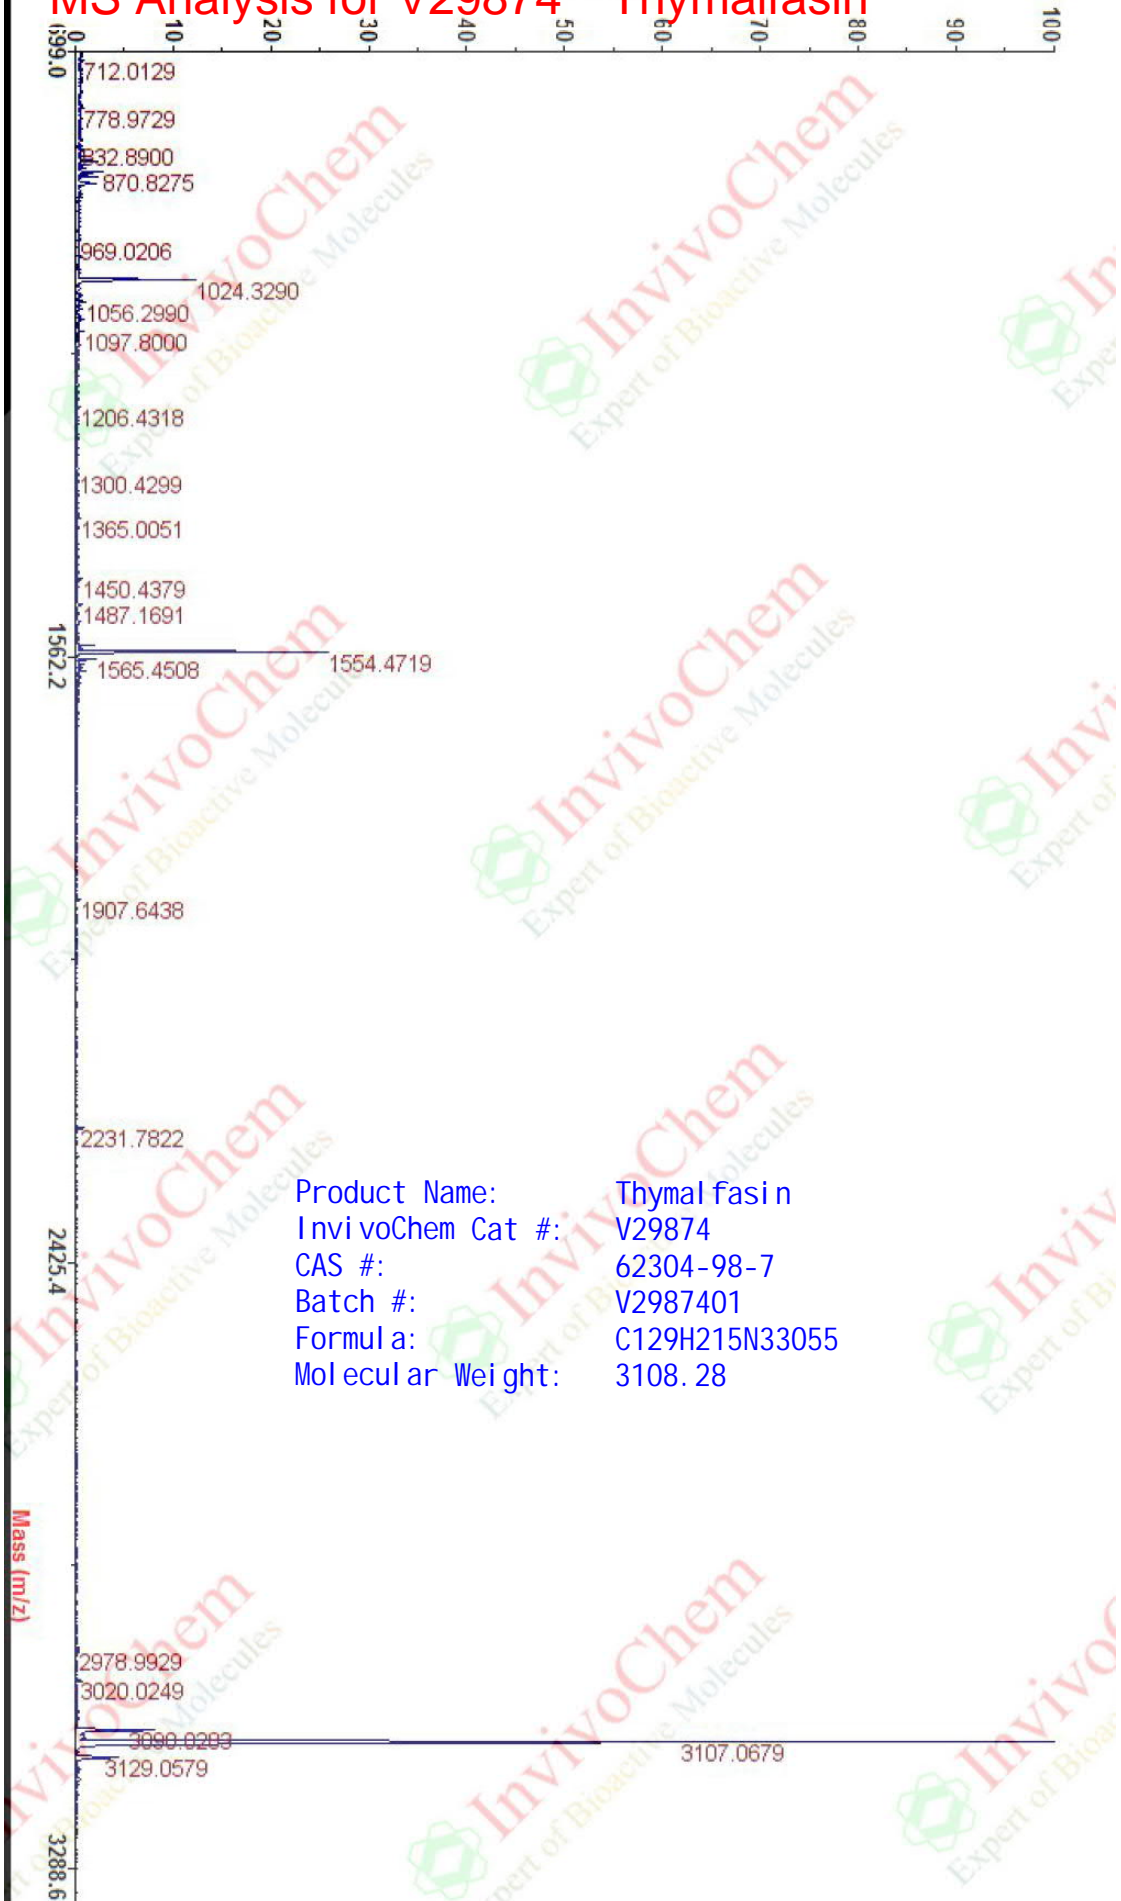 MS Analysis for V29874 Thymalfasin
0 10 20 30 40 50 60 70 80 90 100
699.0
712.0129
778.9729
832.8900
870.8275
969.0206
1024.3290
1056.2990
1097.8000
1206.4318
1300.4299
1365.0051
1450.4379
1487.1691
1562.2
1554.4719
1565.4508
1907.6438
2231.7822
2425.4
Product Name: Thymalfasin
InvivoChem Cat #: V29874
CAS #: 62304-98-7
Batch #: V2987401
Formula: C129H215N33O55
Molecular Weight: 3108.28
Mass (m/z)
2978.9929
3020.0249
3090.0283
3107.0679
3129.0579
3288.6
InvivoChem
Expert of Bioactive Molecules